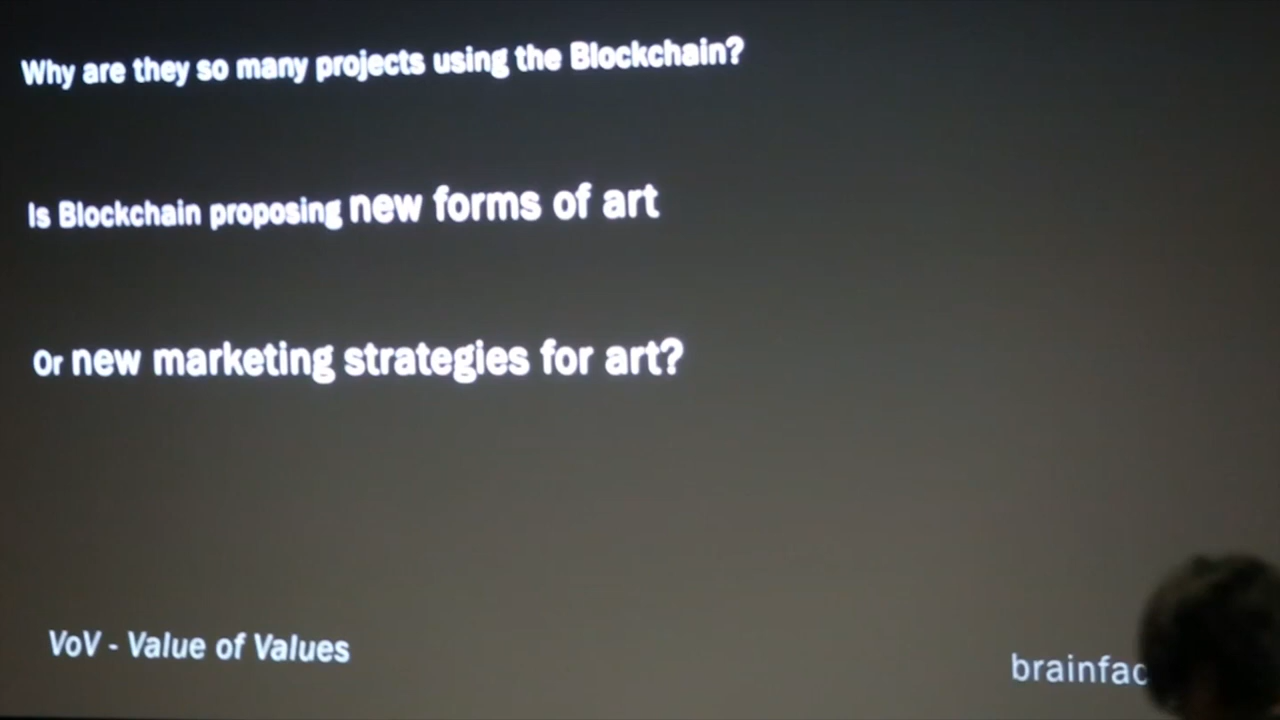 Why are they so many projects using the Blockchain?
Is Blockchain proposing new forms of art
Or new marketing strategies for art?
VoV - Value of Values
brainfac